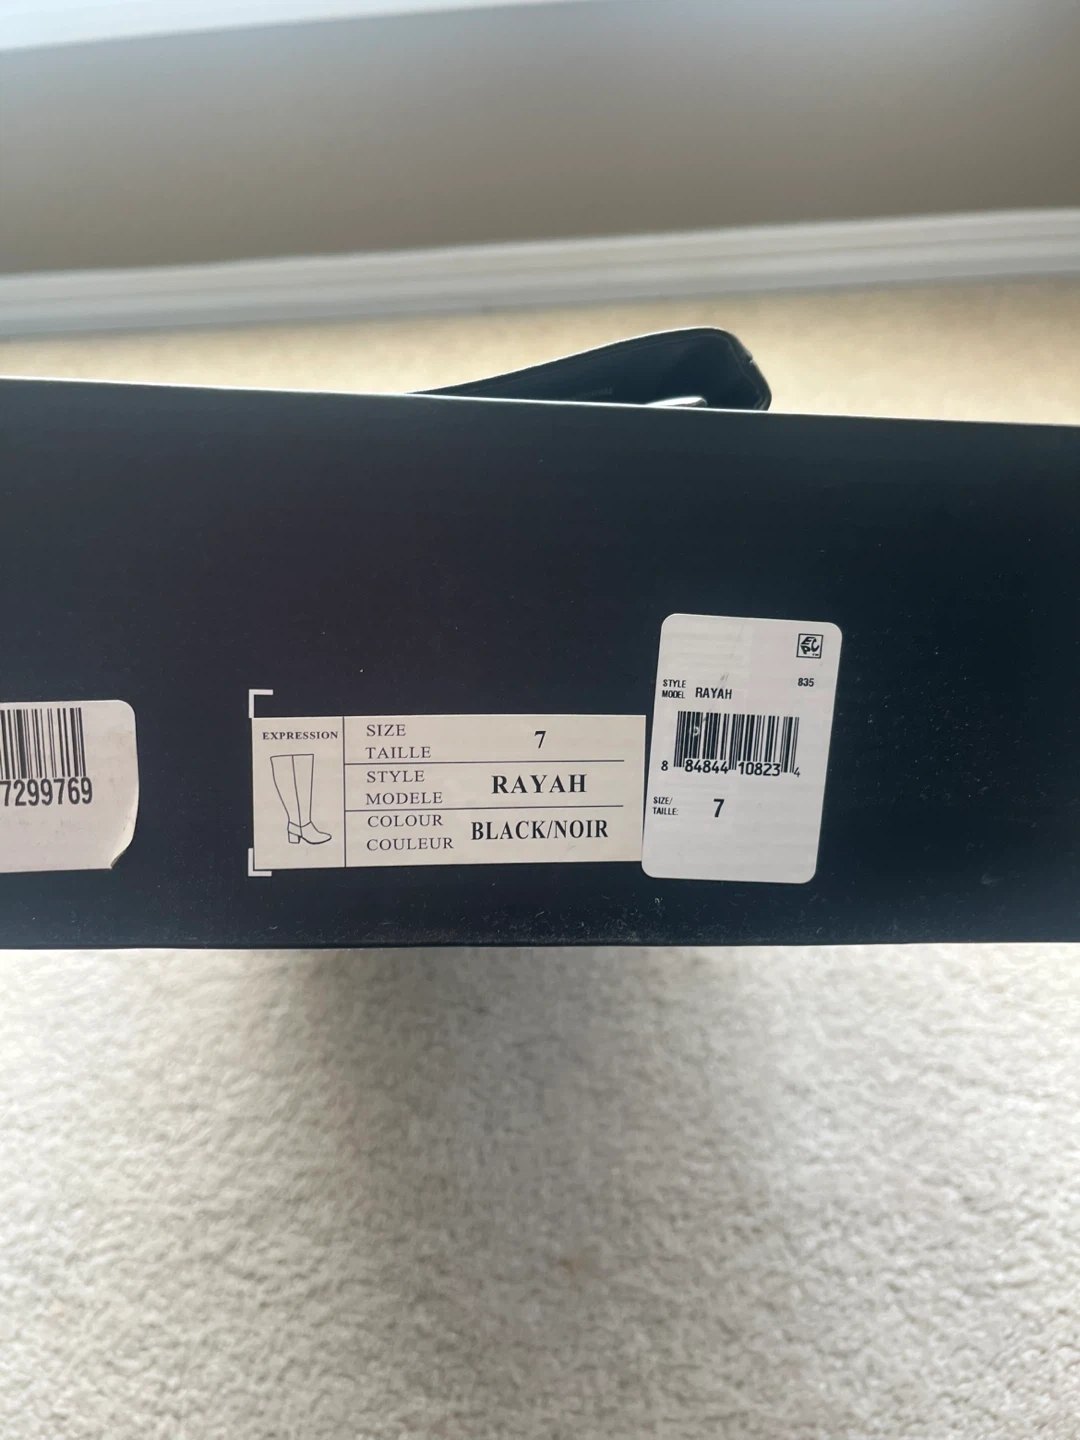 7299769
EXPRESSION
SIZE
TAILLE
7
STYLE
MODELE
RAYAH
COLOUR
COULEUR
BLACK/NOIR
STYLE
MODEL RAYAH
835
8 84844 10823 4
SIZE/
TAILLE: 7